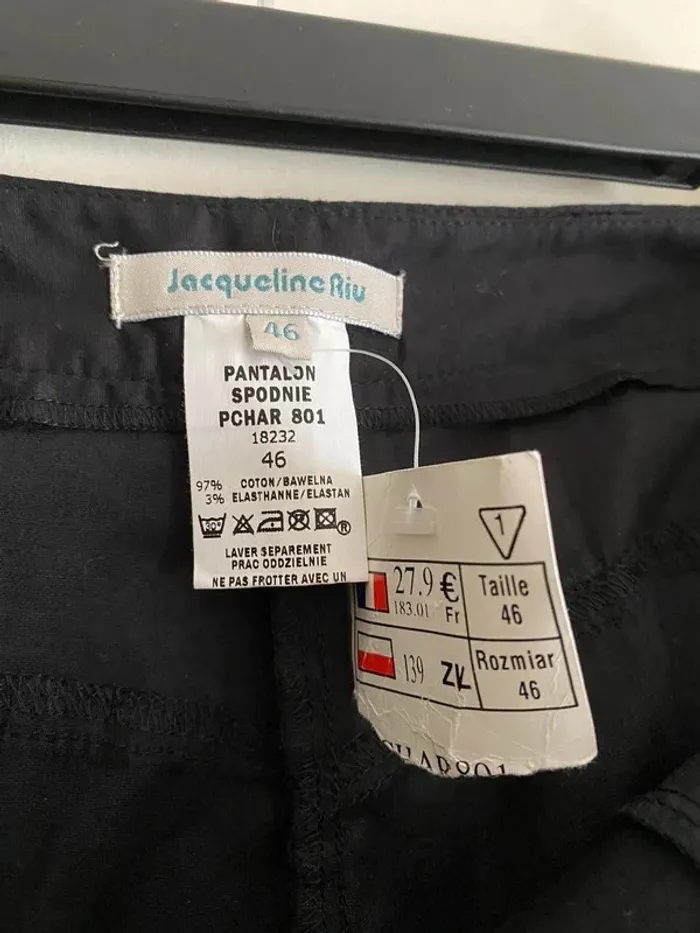 Jacqueline Riu
46
PANTALON
SPODNIE
PCHAR 801
18232
46
97% COTON/BAWELNA
3% ELASTHANNE/ELASTAN
30°
R
LAVER SEPAREMENT
PRAC ODDZIELNIE
NE PAS FROTTER AVEC UN
1
27.9 €
183.01 Fr
Taille
46
139 ZŁ
Rozmiar
46